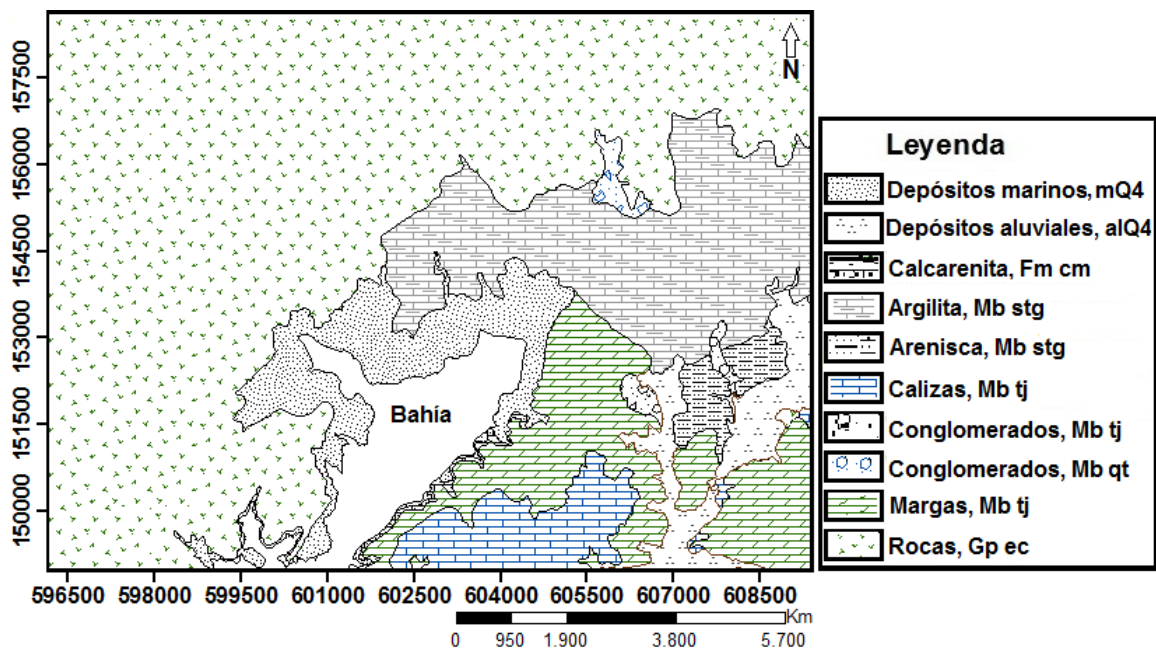 157500
156000
154500
153000
151500
150000
N
Bahía
596500 598000 599500 601000 602500 604000 605500 607000 608500
Km
0 950 1.900 3.800 5.700
Leyenda
Depósitos marinos, mQ4
Depósitos aluviales, alQ4
Calcarenita, Fm cm
Argilita, Mb stg
Arenisca, Mb stg
Calizas, Mb tj
Conglomerados, Mb tj
Conglomerados, Mb qt
Margas, Mb tj
Rocas, Gp ec